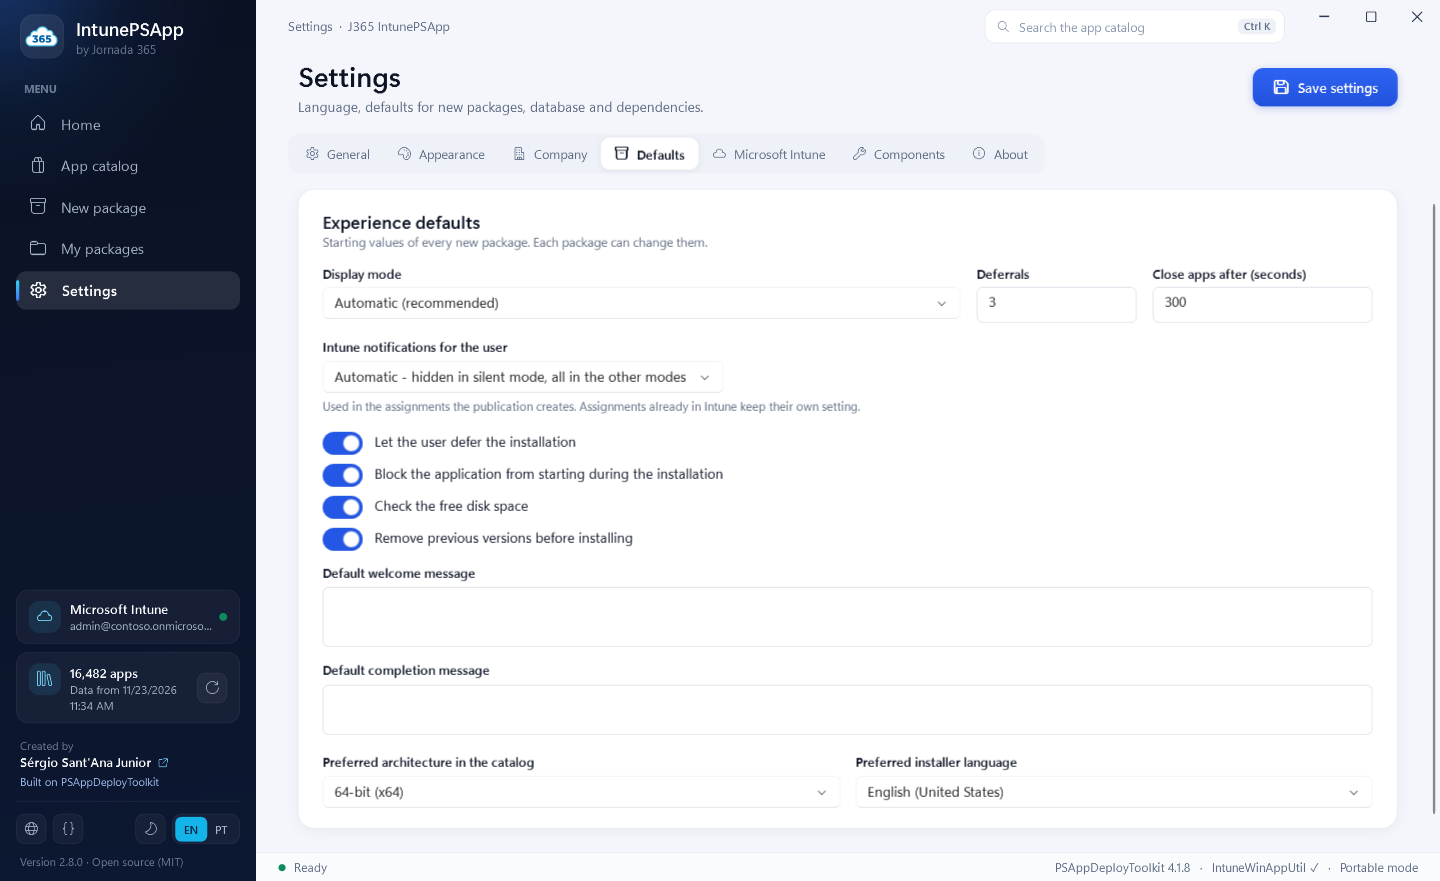 IntunePSApp
by Jornada 365
365
MENU
Home
App catalog
New package
My packages
Settings
Microsoft Intune
admin@contoso.onmicroso...
16,482 apps
Data from 11/23/2026
11:34 AM
Created by
Sérgio Sant'Ana Junior
Built on PSAppDeployToolkit
EN PT
Version 2.8.0 · Open source (MIT)
Settings · J365 IntunePSApp
Search the app catalog Ctrl K
Settings
Language, defaults for new packages, database and dependencies.
Save settings
General Appearance Company Defaults Microsoft Intune Components About
Experience defaults
Starting values of every new package. Each package can change them.
Display mode Deferrals Close apps after (seconds)
Automatic (recommended) 3 300
Intune notifications for the user
Automatic - hidden in silent mode, all in the other modes
Used in the assignments the publication creates. Assignments already in Intune keep their own setting.
Let the user defer the installation
Block the application from starting during the installation
Check the free disk space
Remove previous versions before installing
Default welcome message
Default completion message
Preferred architecture in the catalog Preferred installer language
64-bit (x64) English (United States)
Ready PSAppDeployToolkit 4.1.8 · IntuneWinAppUtil ✓ · Portable mode